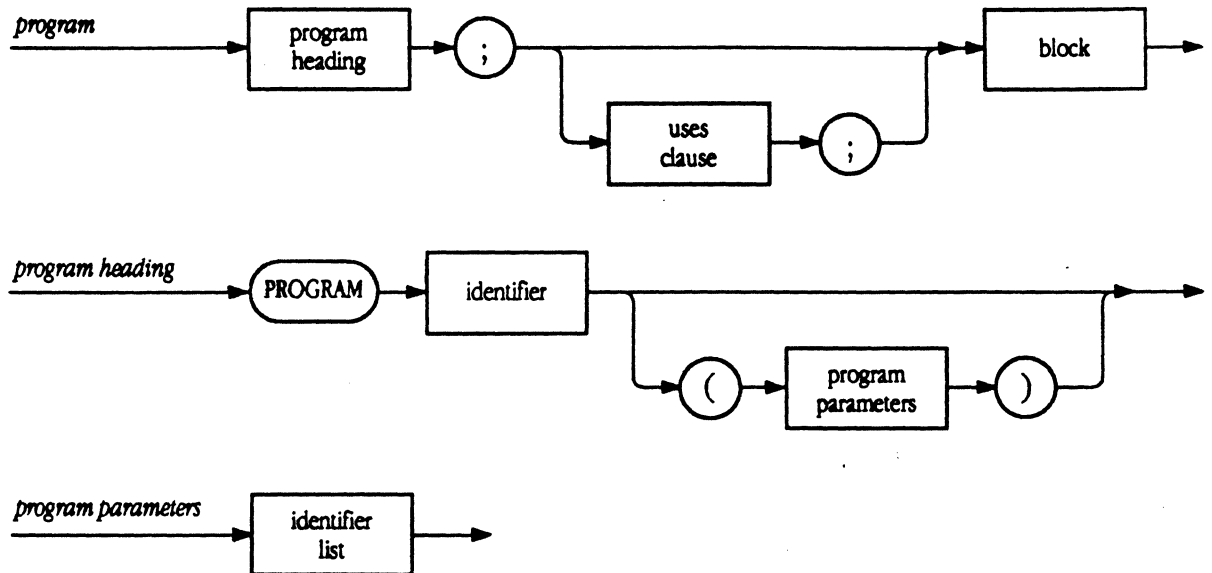 program
program
heading
;
block
uses
clause
;
program heading
PROGRAM
identifier
(
program
parameters
)
program parameters
identifier
list